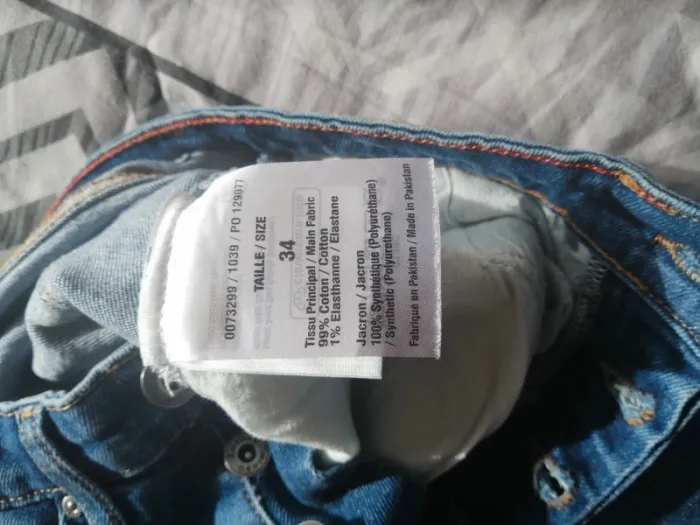 0073299 / 1039 / PO 129077
TAILLE / SIZE
34
Tissu Principal / Main Fabric
99% Coton / Cotton
1% Elasthanne / Elastane
Jacron / Jacron
100% Synthétique (Polyuréthane)
/ Synthetic (Polyurethane)
Fabriqué en Pakistan / Made in Pakistan